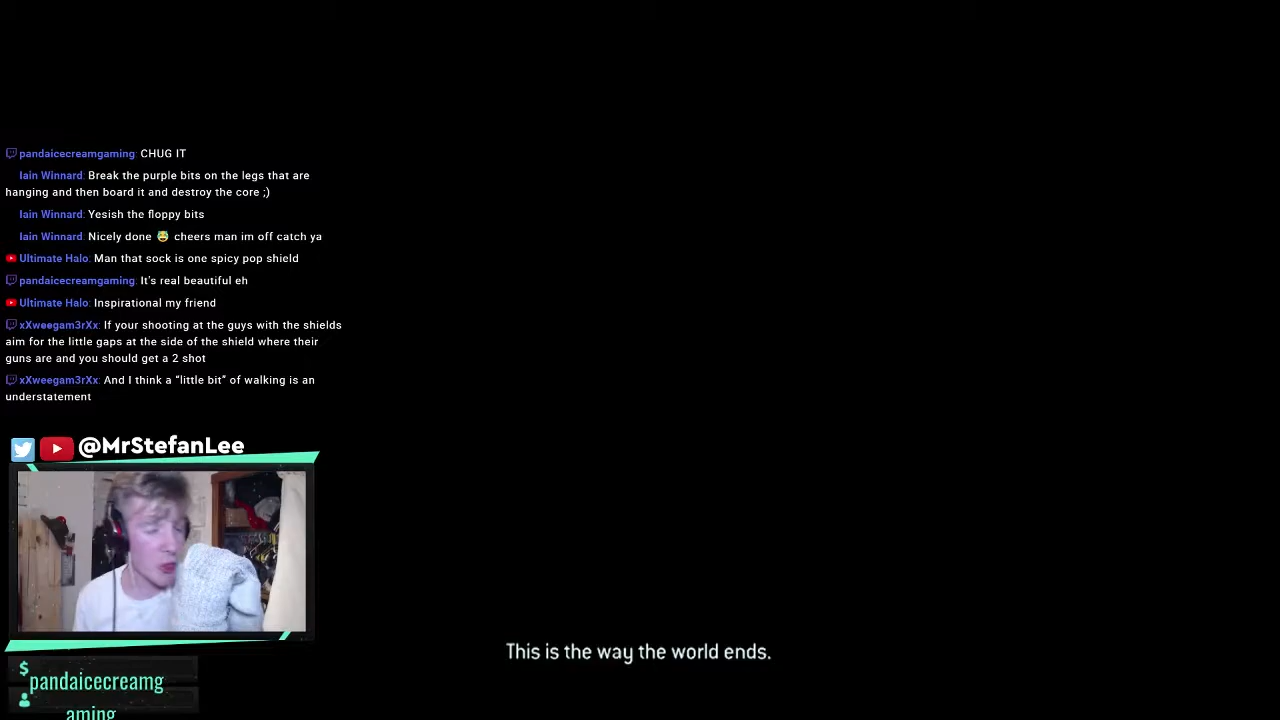 pandaicecreamgaming: CHUG IT
Iain Winnard: Break the purple bits on the legs that are
hanging and then board it and destroy the core ;)
Iain Winnard: Yesish the floppy bits
Iain Winnard: Nicely done 😭 cheers man im off catch ya
Ultimate Halo: Man that sock is one spicy pop shield
pandaicecreamgaming: It's real beautiful eh
Ultimate Halo: Inspirational my friend
xXweegam3rXx: If your shooting at the guys with the shields
aim for the little gaps at the side of the shield where their
guns are and you should get a 2 shot
xXweegam3rXx: And I think a “little bit” of walking is an
understatement
@MrStefanLee
This is the way the world ends.
$
pandaicecreamg
aming